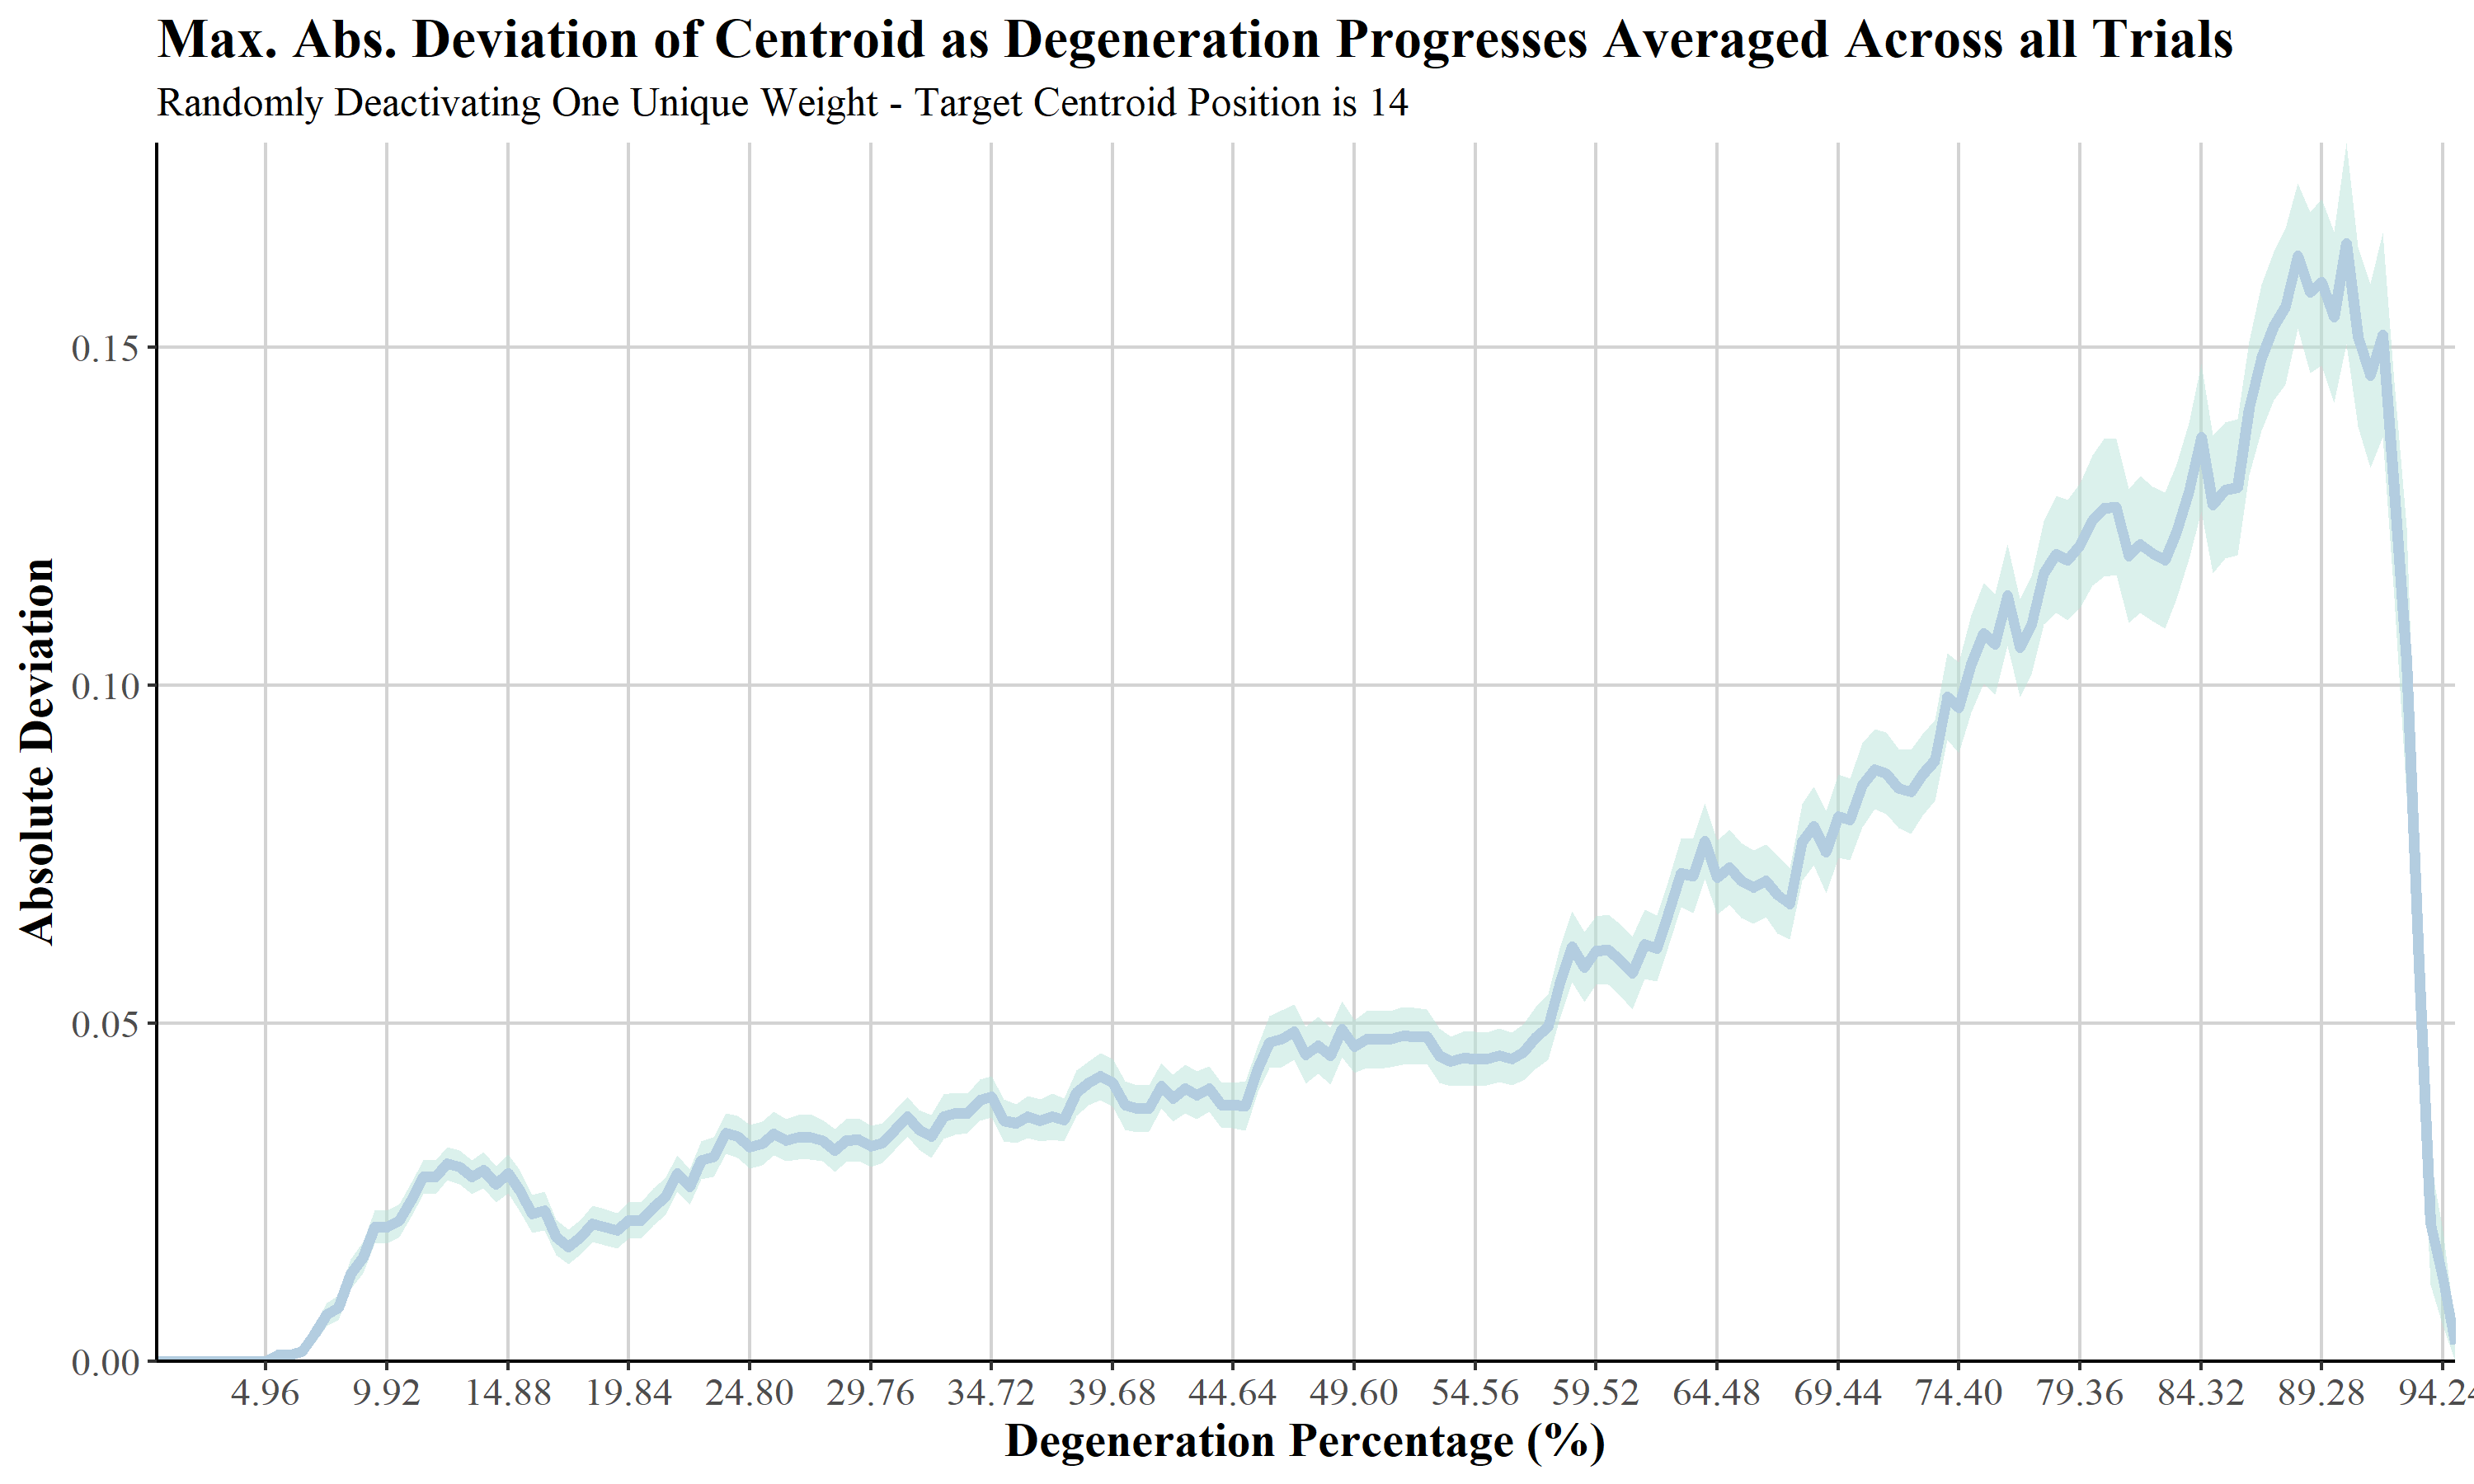 Max. Abs. Deviation of Centroid as Degeneration Progresses Averaged Across all Trials
Randomly Deactivating One Unique Weight - Target Centroid Position is 14
Absolute Deviation
0.15
0.10
0.05
0.00
4.96 9.92 14.88 19.84 24.80 29.76 34.72 39.68 44.64 49.60 54.56 59.52 64.48 69.44 74.40 79.36 84.32 89.28 94.24
Degeneration Percentage (%)